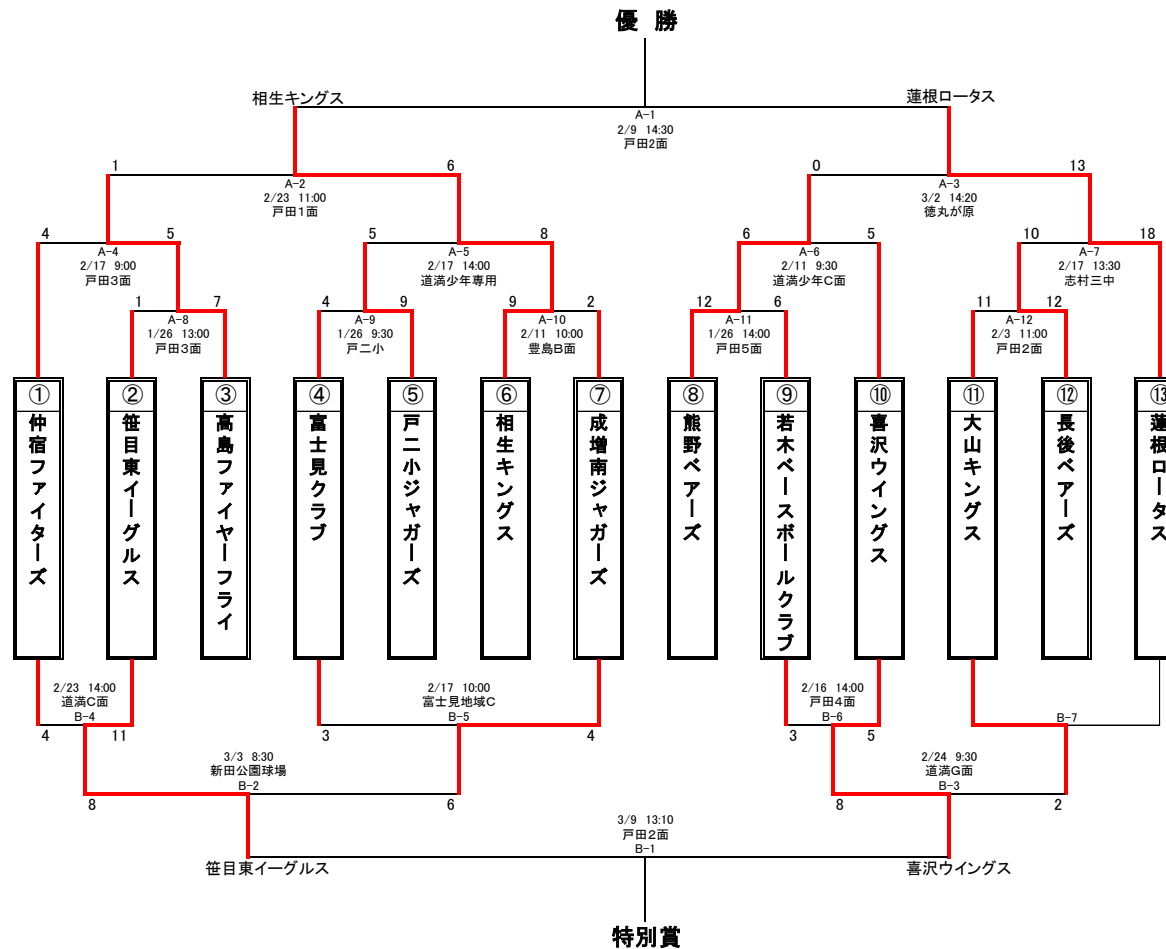 優 勝
相生キングス
蓮根ロータス
A-1
2/9 14:30
戸田2面
1
6
0
13
A-2
2/23 11:00
戸田1面
A-3
3/2 14:20
徳丸が原
4
5
5
8
6
5
10
18
A-4
2/17 9:00
戸田3面
A-5
2/17 14:00
道満少年専用
A-6
2/11 9:30
道満少年C面
A-7
2/17 13:30
志村三中
1
7
4
9
9
2
12
6
11
12
A-8
1/26 13:00
戸田3面
A-9
1/26 9:30
戸二小
A-10
2/11 10:00
豊島B面
A-11
1/26 14:00
戸田5面
A-12
2/3 11:00
戸田2面
①
仲宿ファイターズ
②
笹目東イーグルス
③
高島ファイヤーフライ
④
富士見クラブ
⑤
戸二小ジャガーズ
⑥
相生キングス
⑦
成増南ジャガーズ
⑧
熊野ベアーズ
⑨
若木ベースボールクラブ
⑩
喜沢ウイングス
⑪
大山キングス
⑫
長後ベアーズ
⑬
蓮根ロータス
2/23 14:00
道満C面
B-4
2/17 10:00
富士見地域C
B-5
2/16 14:00
戸田4面
B-6
B-7
4
11
3
4
3
5
3/3 8:30
新田公園球場
B-2
2/24 9:30
道満G面
B-3
8
6
8
2
3/9 13:10
戸田2面
B-1
笹目東イーグルス
喜沢ウイングス
特別賞